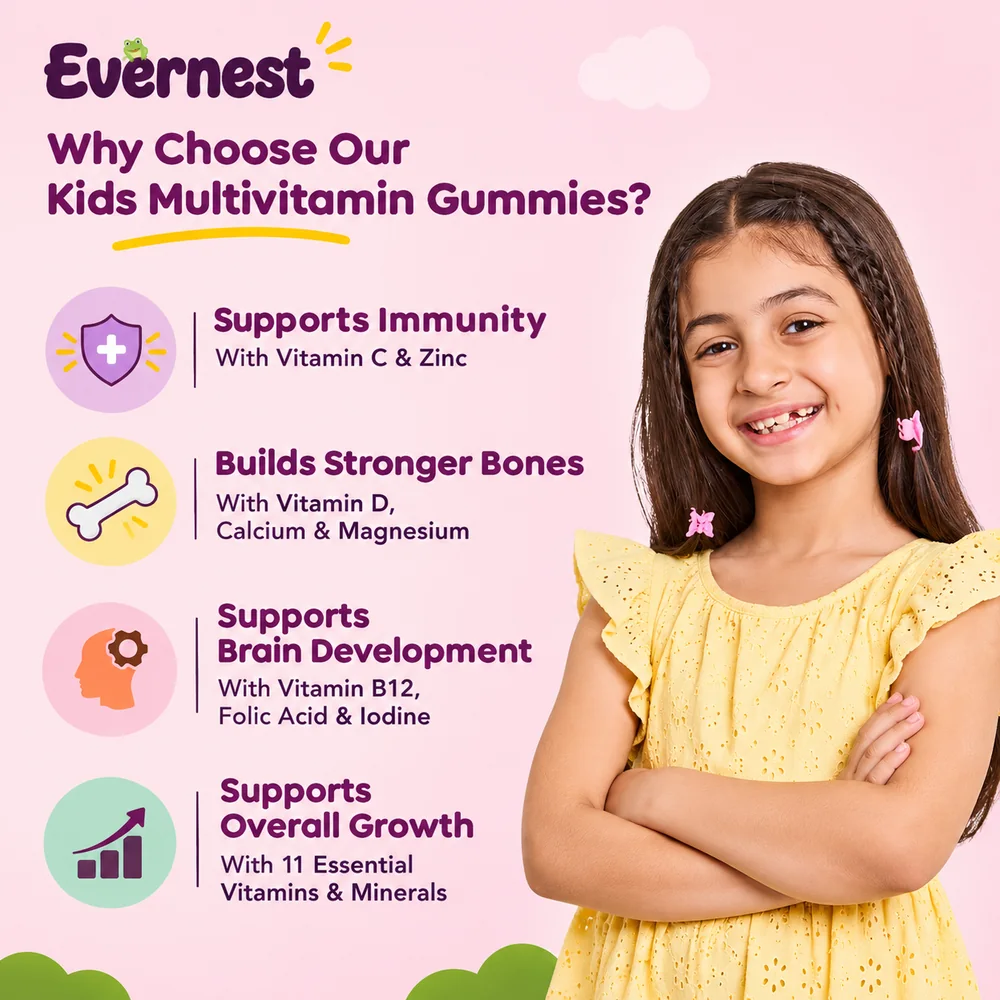 Evernest
Why Choose Our
Kids Multivitamin Gummies?
Supports Immunity
With Vitamin C & Zinc
Builds Stronger Bones
With Vitamin D,
Calcium & Magnesium
Supports
Brain Development
With Vitamin B12,
Folic Acid & Iodine
Supports
Overall Growth
With 11 Essential
Vitamins & Minerals